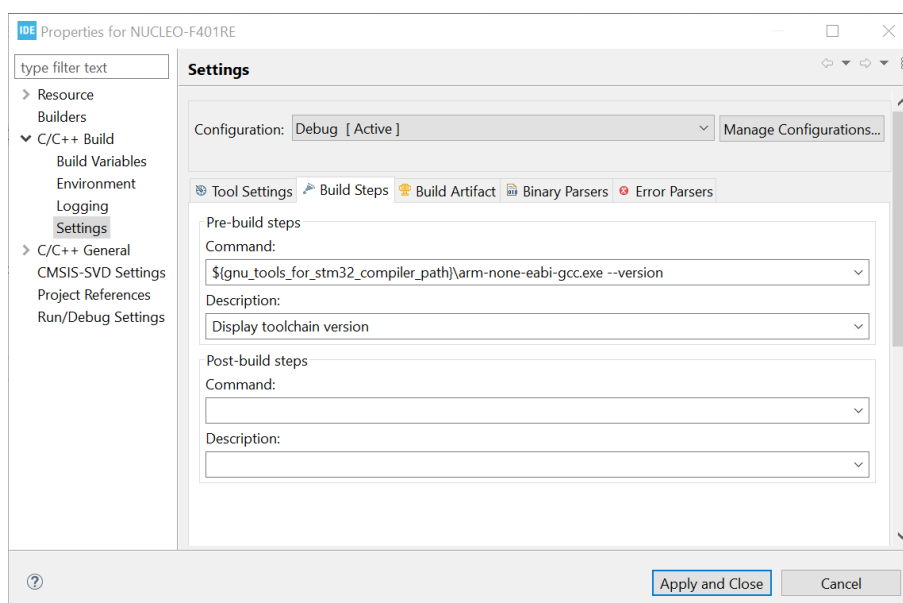 IDE Properties for NUCLEO-F401RE
type filter text
Settings
Resource
Builders
C/C++ Build
Build Variables
Environment
Logging
Settings
C/C++ General
CMSIS-SVD Settings
Project References
Run/Debug Settings
Configuration: Debug [ Active ] Manage Configurations...
Tool Settings Build Steps Build Artifact Binary Parsers Error Parsers
Pre-build steps
Command:
${gnu_tools_for_stm32_compiler_path}\arm-none-eabi-gcc.exe --version
Description:
Display toolchain version
Post-build steps
Command:
Description:
? Apply and Close Cancel